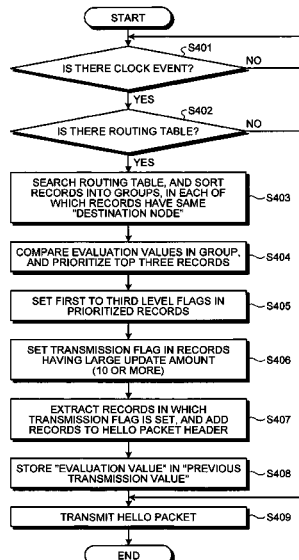 START
S401
IS THERE CLOCK EVENT?
NO
YES
S402
IS THERE ROUTING TABLE?
NO
YES
SEARCH ROUTING TABLE, AND SORT
RECORDS INTO GROUPS, IN EACH OF
WHICH RECORDS HAVE SAME
"DESTINATION NODE"
S403
COMPARE EVALUATION VALUES IN GROUP,
AND PRIORITIZE TOP THREE RECORDS
S404
SET FIRST TO THIRD LEVEL FLAGS IN
PRIORITIZED RECORDS
S405
SET TRANSMISSION FLAG IN RECORDS
HAVING LARGE UPDATE AMOUNT
(10 OR MORE)
S406
EXTRACT RECORDS IN WHICH
TRANSMISSION FLAG IS SET, AND ADD
RECORDS TO HELLO PACKET HEADER
S407
STORE "EVALUATION VALUE" IN "PREVIOUS
TRANSMISSION VALUE"
S408
TRANSMIT HELLO PACKET
S409
END